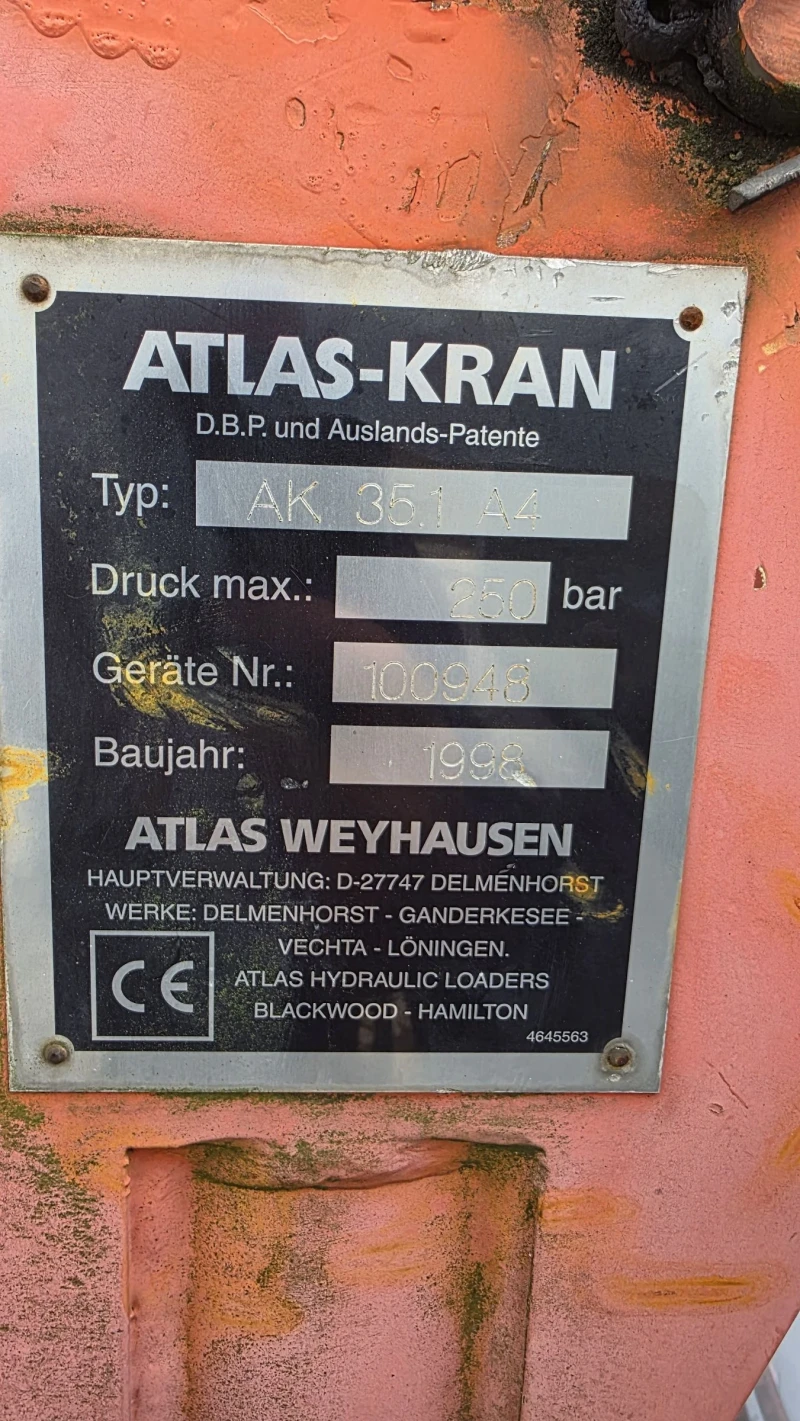 ATLAS-KRAN
D.B.P. und Auslands-Patente
Typ: AK 35.1 A4
Druck max.: 250 bar
Geräte Nr.: 100948
Baujahr: 1998
ATLAS WEYHAUSEN
HAUPTVERWALTUNG: D-27747 DELMENHORST
WERKE: DELMENHORST - GANDERKESEE -
VECHTA - LÖNINGEN.
CE
ATLAS HYDRAULIC LOADERS
BLACKWOOD - HAMILTON
4645563